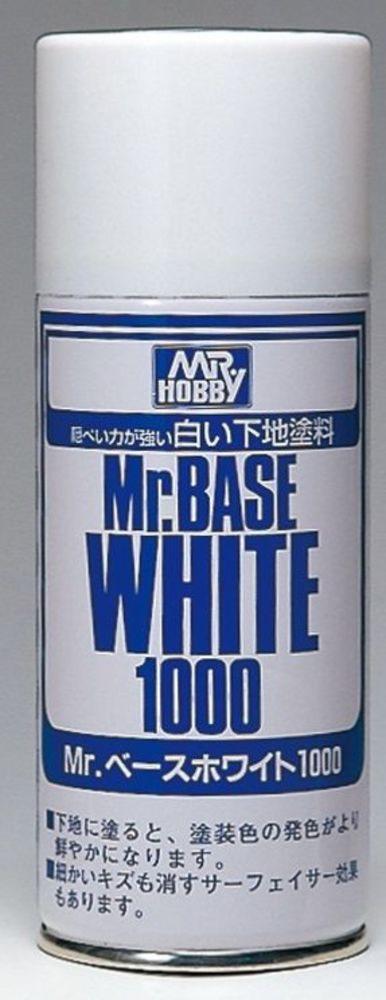 MR.
HOBBY
隠ぺい力が強い白い下地塗料
Mr.BASE
WHITE
1000
Mr.ベースホワイト1000
■下地に塗ると、塗装色の発色がより
鮮やかになります。
■細かいキズも消すサーフェイサー効果
もあります。